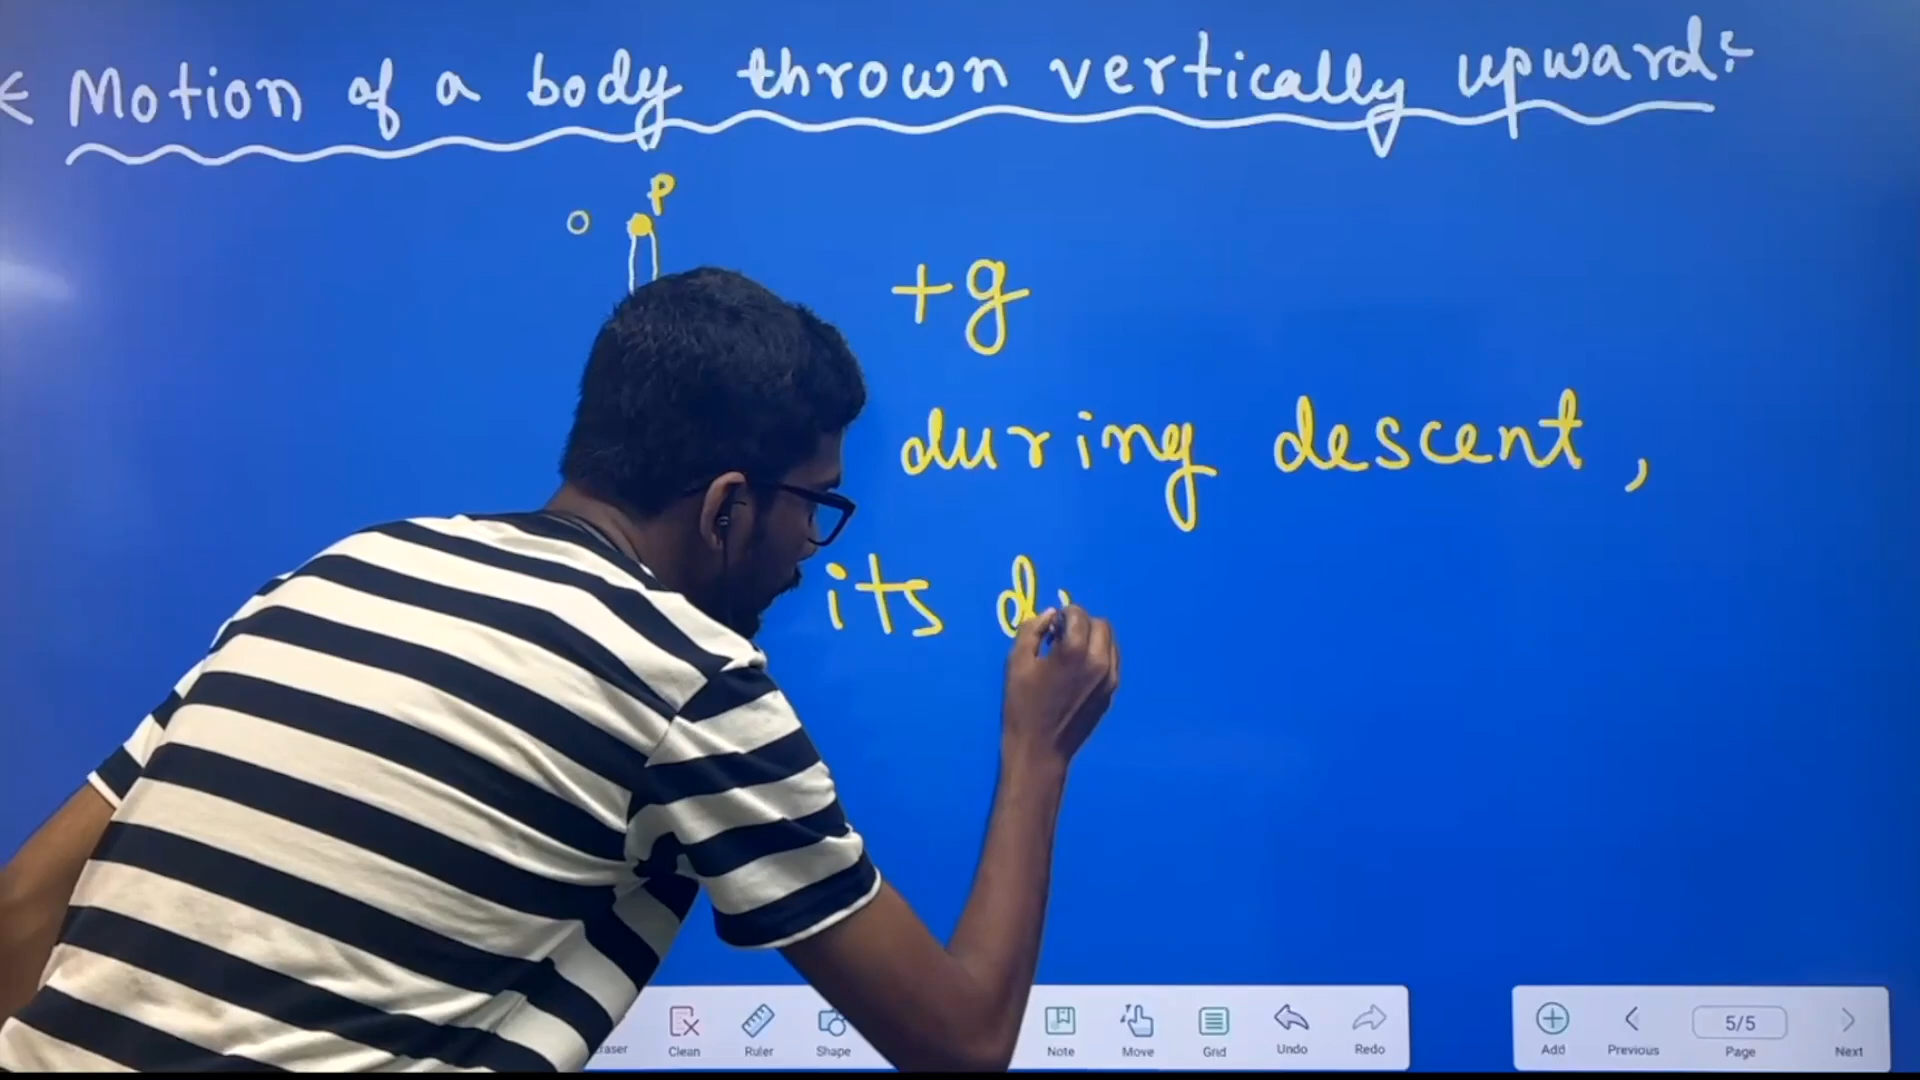 Motion of a body thrown vertically upward:
P
0
+g
during descent,
its
Clean Ruler Shape Note Move Grid Undo Redo
Add Previous 5/5 Page Next